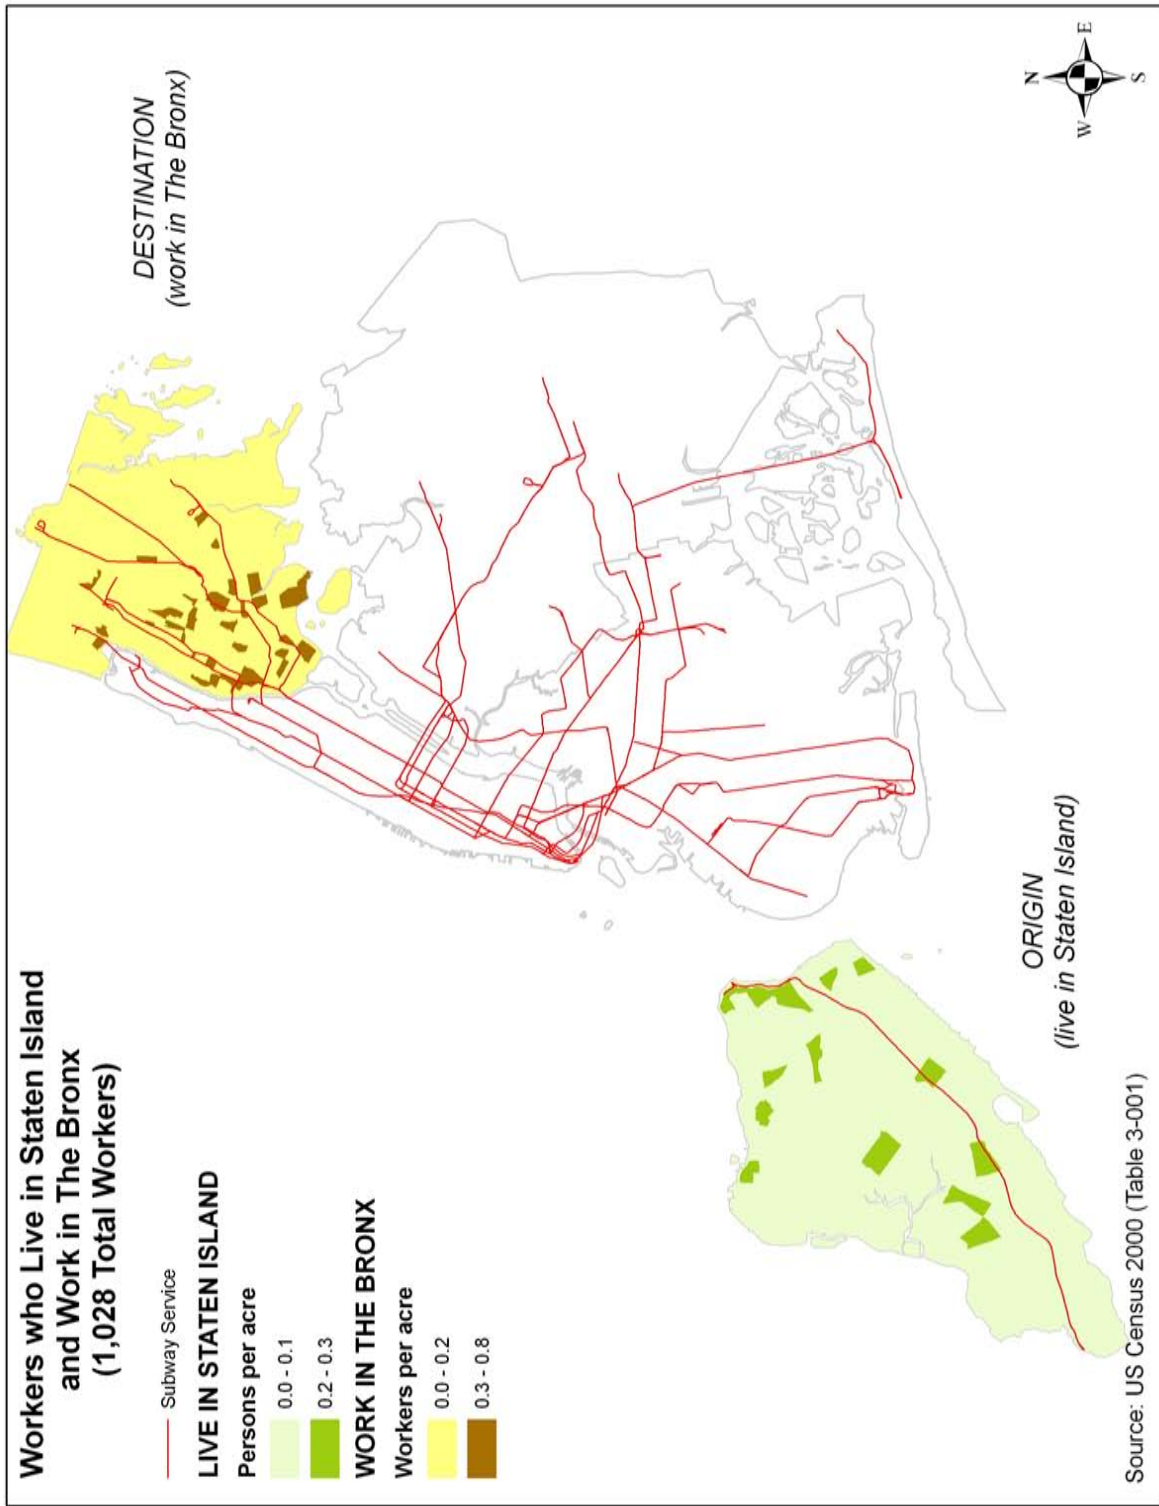 Workers who Live in Staten Island
and Work in The Bronx
(1,028 Total Workers)
Subway Service
LIVE IN STATEN ISLAND
Persons per acre
0.0 - 0.1
0.2 - 0.3
WORK IN THE BRONX
Workers per acre
0.0 - 0.2
0.3 - 0.8
DESTINATION
(work in The Bronx)
ORIGIN
(live in Staten Island)
N
W
E
S
Source: US Census 2000 (Table 3-001)